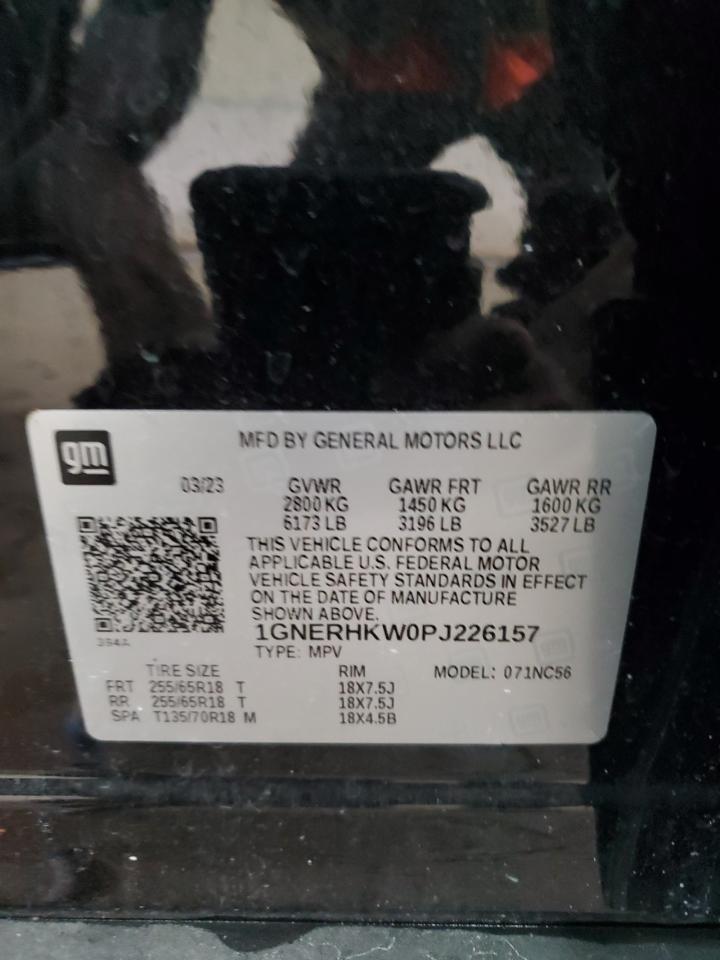 gm
MFD BY GENERAL MOTORS LLC
03/23 GVWR GAWR FRT GAWR RR
2800 KG 1450 KG 1600 KG
6173 LB 3196 LB 3527 LB
THIS VEHICLE CONFORMS TO ALL
APPLICABLE U.S. FEDERAL MOTOR
VEHICLE SAFETY STANDARDS IN EFFECT
ON THE DATE OF MANUFACTURE
SHOWN ABOVE.
1GNERHKW0PJ226157
394A
TYPE: MPV
TIRE SIZE RIM MODEL: 071NC56
FRT 255/65R18 T 18X7.5J
RR 255/65R18 T 18X7.5J
SPA T135/70R18 M 18X4.5B